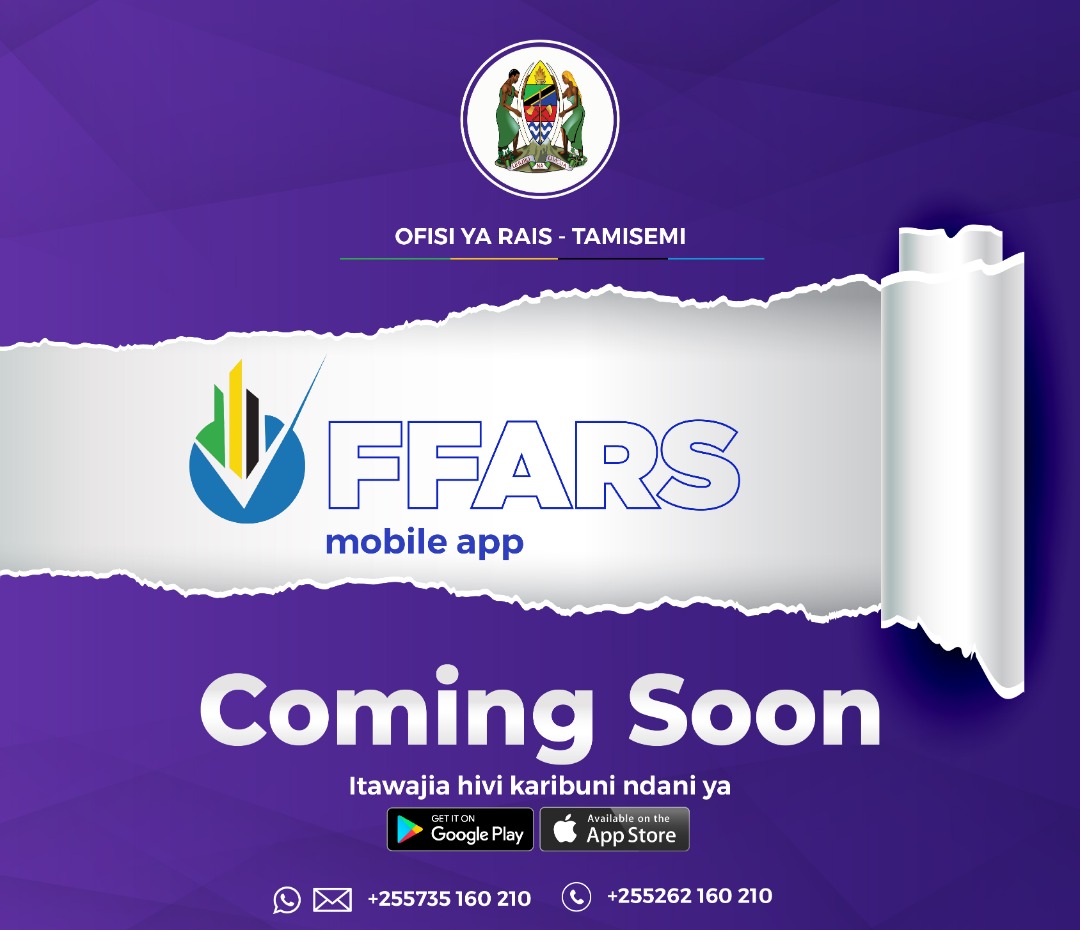 OFISI YA RAIS - TAMISEMI
FFARS
mobile app
Coming Soon
Itawajia hivi karibuni ndani ya
GET IT ON
Google Play
Available on the
App Store
+255735 160 210
+255262 160 210